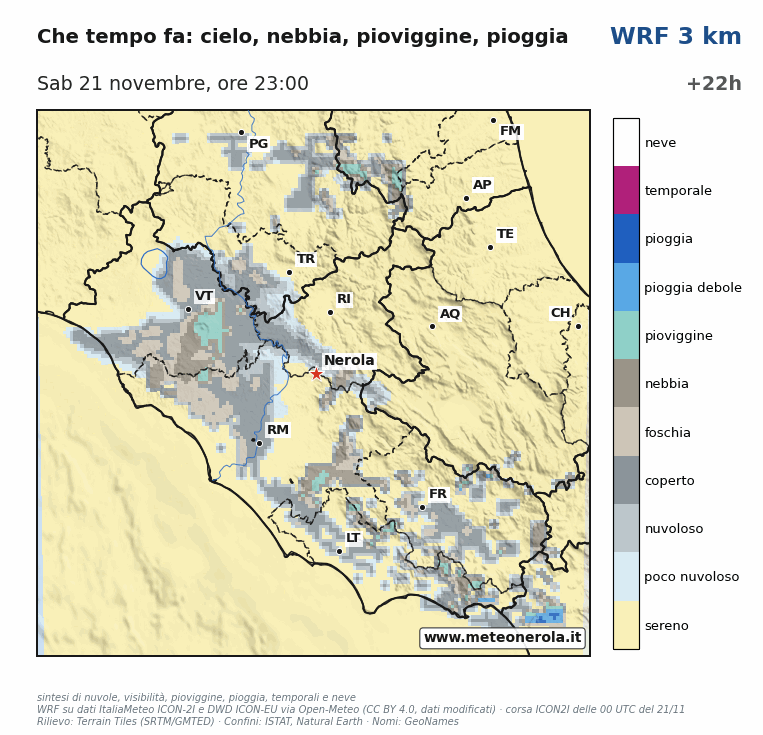 Che tempo fa: cielo, nebbia, pioviggine, pioggia
WRF 3 km
Sab 21 novembre, ore 23:00
+22h
FM
PG
AP
TE
TR
VT
RI
AQ
CH
Nerola
RM
FR
LT
www.meteonerola.it
neve
temporale
pioggia
pioggia debole
pioviggine
nebbia
foschia
coperto
nuvoloso
poco nuvoloso
sereno
sintesi di nuvole, visibilità, pioviggine, pioggia, temporali e neve
WRF su dati ItaliaMeteo ICON-2I e DWD ICON-EU via Open-Meteo (CC BY 4.0, dati modificati) · corsa ICON2I delle 00 UTC del 21/11
Rilievo: Terrain Tiles (SRTM/GMTED) · Confini: ISTAT, Natural Earth · Nomi: GeoNames